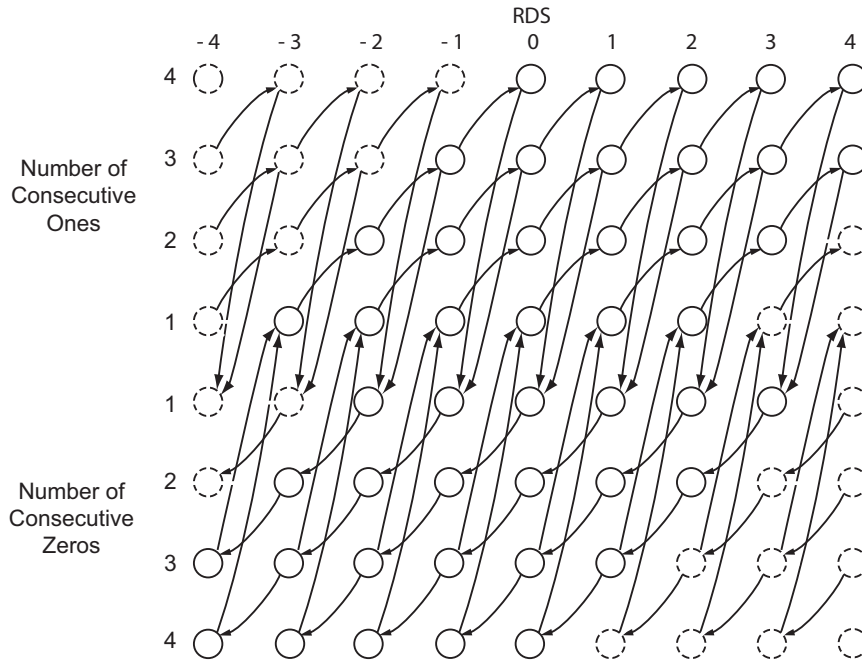 RDS
- 4 - 3 - 2 - 1 0 1 2 3 4
4
3
Number of
Consecutive
Ones
2
1
1
2
Number of
Consecutive
Zeros
3
4